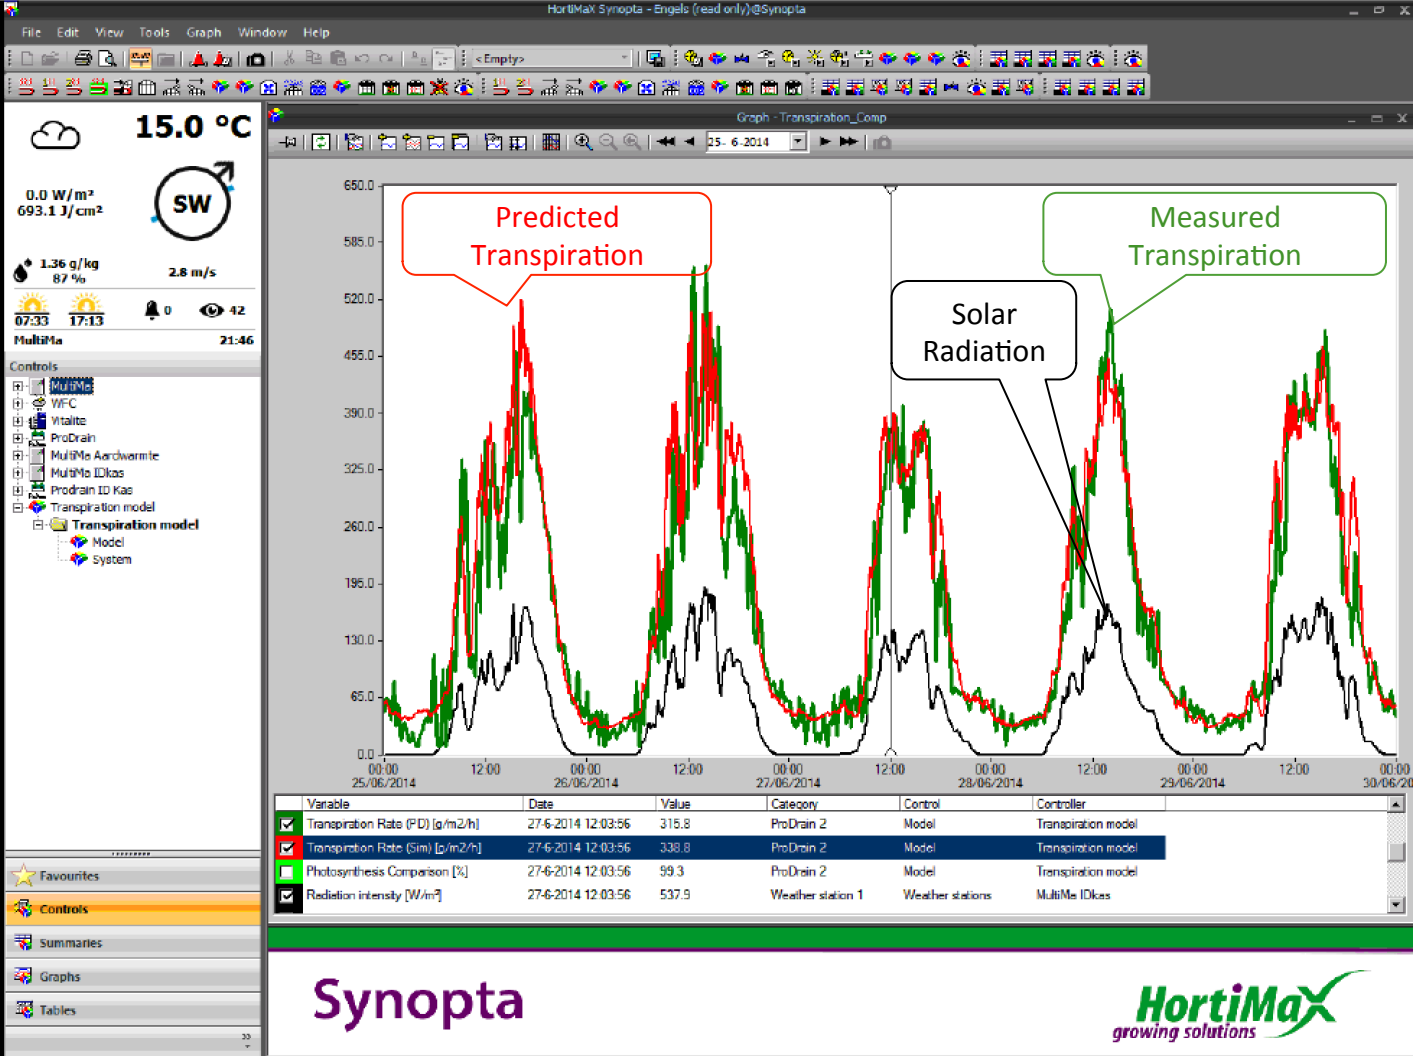 HortiMaX Synopta - Engels (read only)@Synopta
File Edit View Tools Graph Window Help
<Empty>
15.0 °C
0.0 W/m²
693.1 J/cm²
SW
1.36 g/kg
87 %
2.8 m/s
07:33 17:13 0 42
MultiMa 21:46
Controls
MultiMa
WFC
Vitalite
ProDrain
MultiMa Aardwarmte
MultiMa IDkas
Prodrain ID Kas
Transpiration model
Transpiration model
Model
System
Favourites
Controls
Summaries
Graphs
Tables
Graph - Transpiration_Comp
25- 6-2014
Predicted
Transpiration
Measured
Transpiration
Solar
Radiation
650.0
585.0
520.0
455.0
390.0
325.0
260.0
195.0
130.0
65.0
0.0
00:00 12:00 00:00 12:00 00:00 12:00 00:00 12:00 00:00 12:00 00:00
25/06/2014 26/06/2014 27/06/2014 28/06/2014 29/06/2014 30/06/20
Variable Date Value Category Control Controller
Transpiration Rate (PD) [g/m2/h] 27-6-2014 12:03:56 315.8 ProDrain 2 Model Transpiration model
Transpiration Rate (Sim) [g/m2/h] 27-6-2014 12:03:56 338.8 ProDrain 2 Model Transpiration model
Photosynthesis Comparison [%] 27-6-2014 12:03:56 99.3 ProDrain 2 Model Transpiration model
Radiation intensity [W/m²] 27-6-2014 12:03:56 537.9 Weather station 1 Weather stations MultiMa IDkas
Synopta
HortiMaX
growing solutions